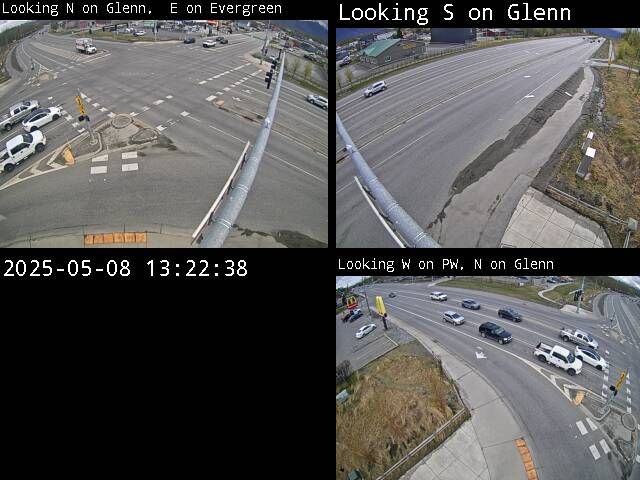 Looking N on Glenn,  E on Evergreen
Looking S on Glenn
2025-05-08 13:22:38
Looking W on PW, N on Glenn